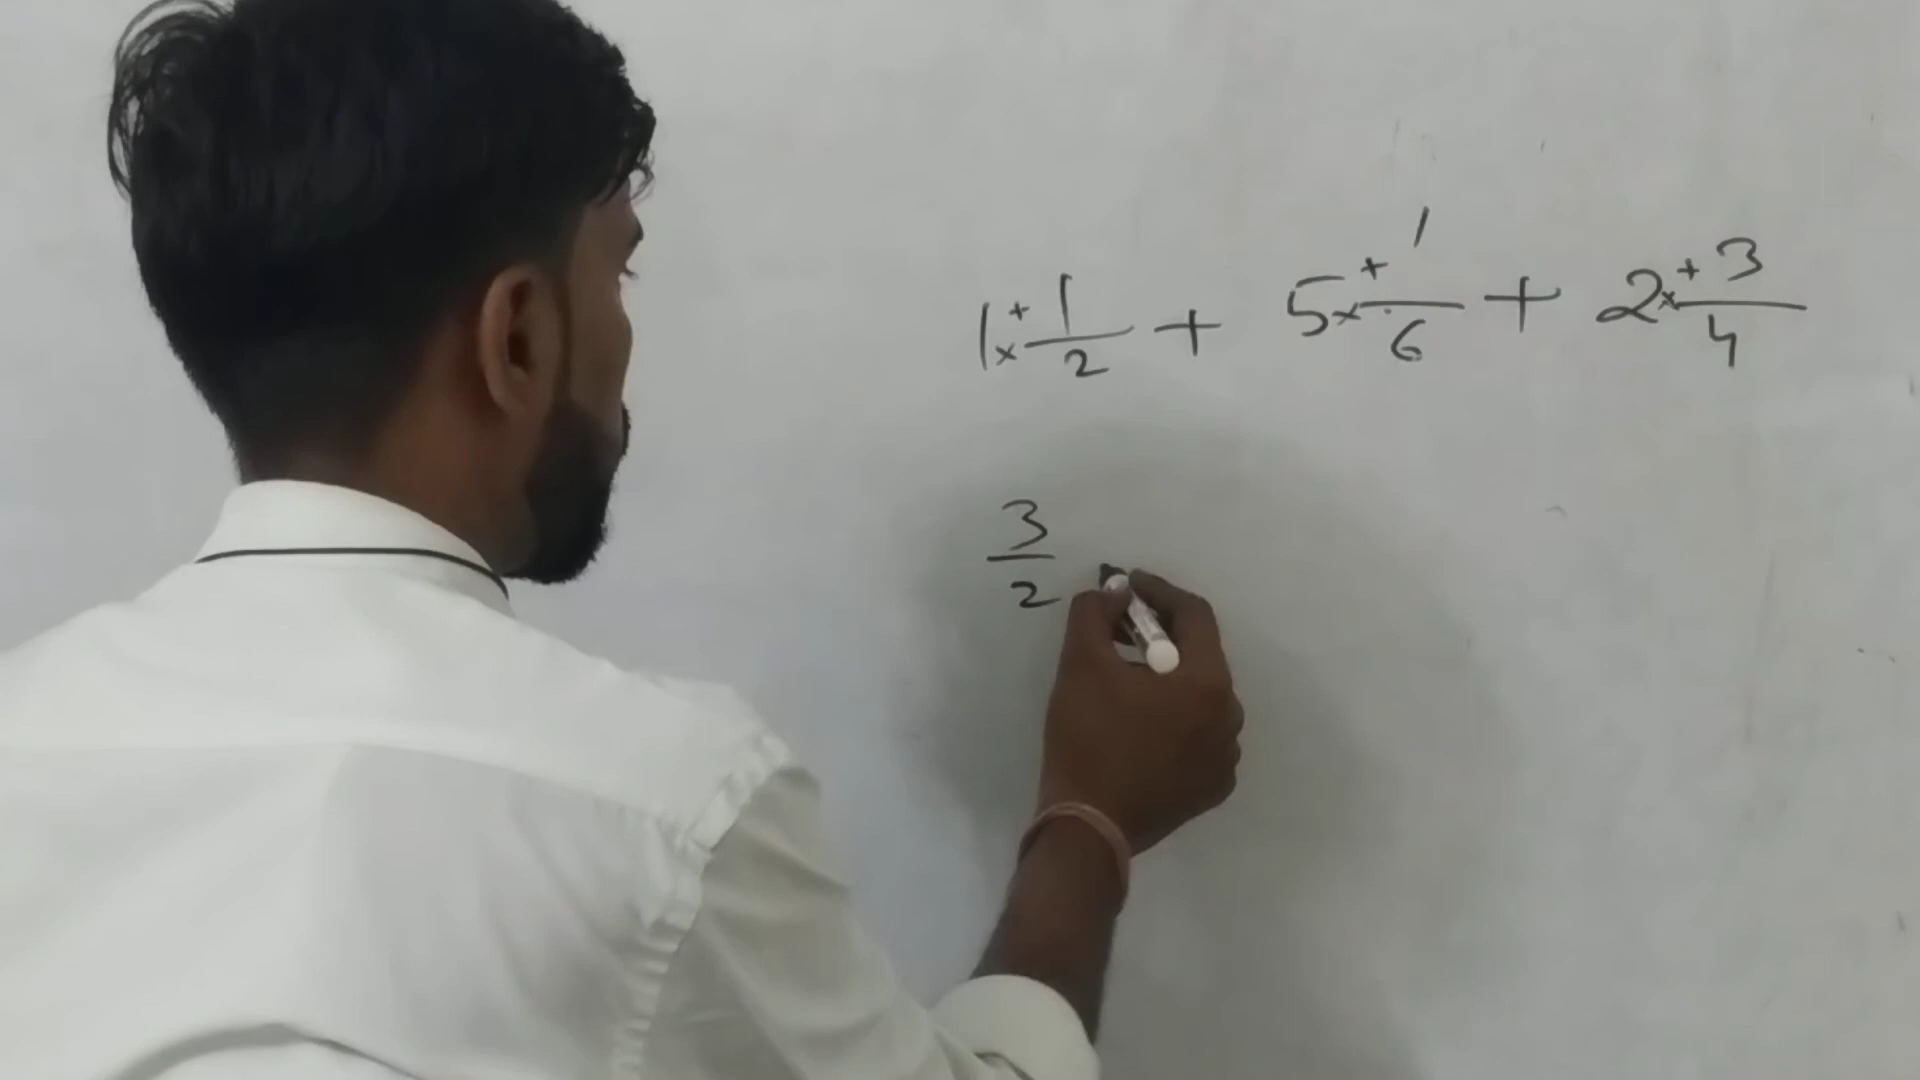 1 ×+ 1/2 + 5 ×+ 1/6 + 2 ×+ 3/4
3/2